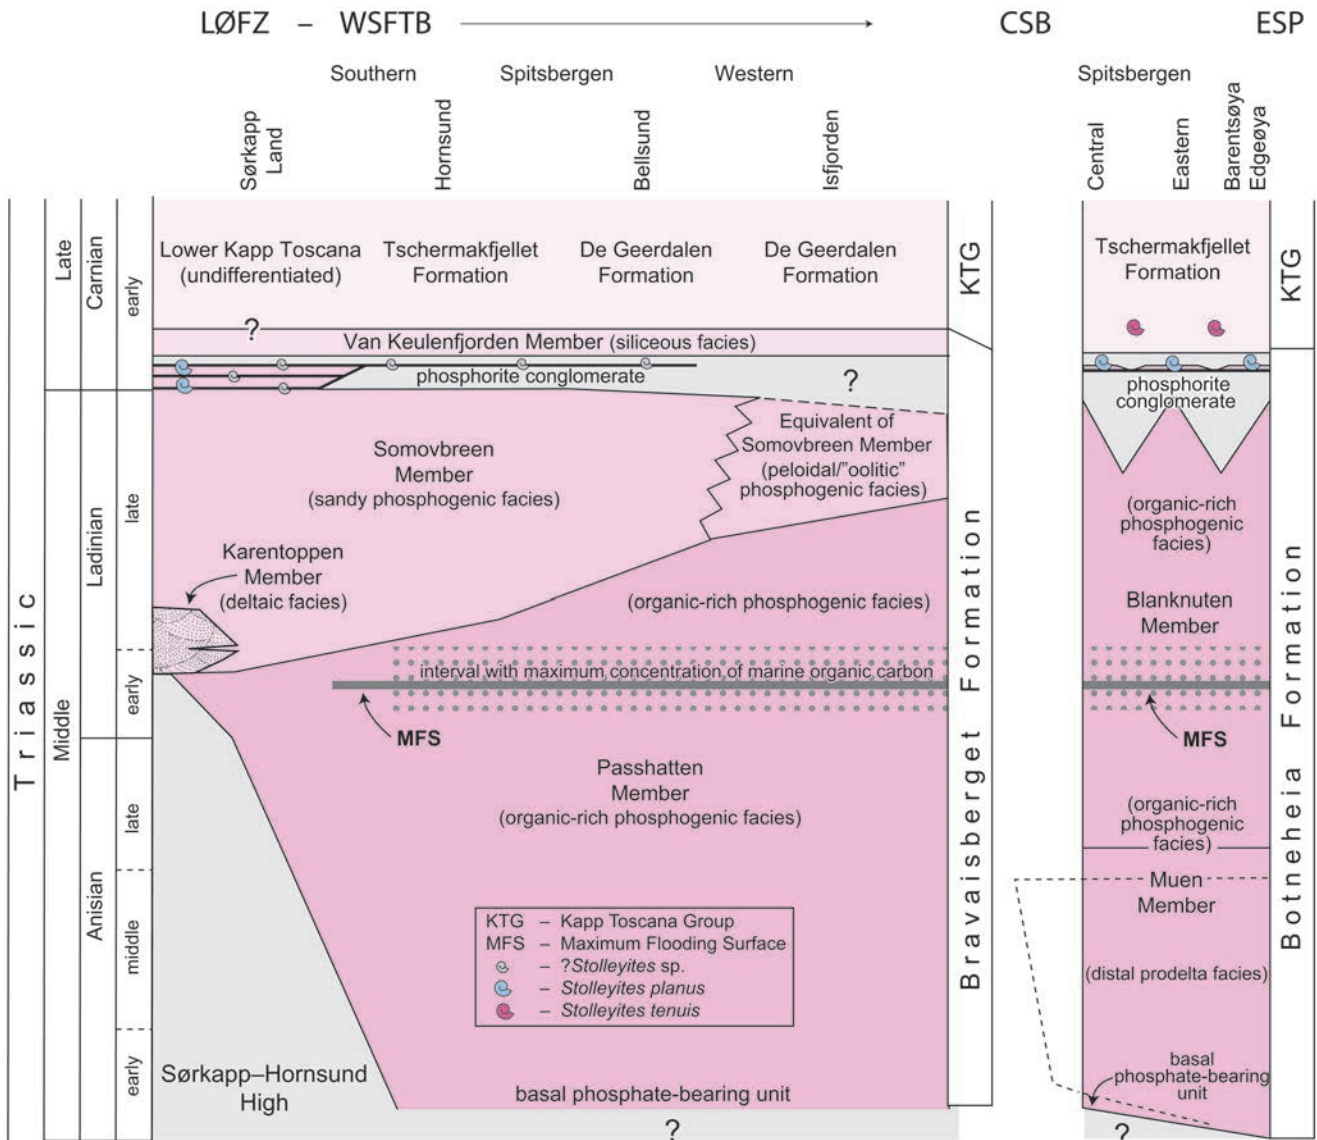 LØFZ – WSFTB
CSB
ESP
Southern
Spitsbergen
Western
Spitsbergen
Sørkapp
Land
Hornsund
Bellsund
Isfjorden
Central
Eastern
Barentsøya
Edgeøya
Triassic
Late
Middle
Carnian
Ladinian
Anisian
early
late
early
late
middle
early
Lower Kapp Toscana
(undifferentiated)
Tschermakfjellet
Formation
De Geerdalen
Formation
De Geerdalen
Formation
KTG
Tschermakfjellet
Formation
KTG
?
Van Keulenfjorden Member (siliceous facies)
phosphorite conglomerate
?
phosphorite
conglomerate
Somovbreen
Member
(sandy phosphogenic facies)
Equivalent of
Somovbreen Member
(peloidal/"oolitic"
phosphogenic facies)
(organic-rich
phosphogenic
facies)
Karentoppen
Member
(deltaic facies)
(organic-rich phosphogenic facies)
Blanknuten
Member
interval with maximum concentration of marine organic carbon
MFS
MFS
Passhatten
Member
(organic-rich phosphogenic facies)
(organic-rich
phosphogenic
facies)
Muen
Member
(distal prodelta facies)
Bravaisberget Formation
Botneheia Formation
KTG – Kapp Toscana Group
MFS – Maximum Flooding Surface
– ?Stolleyites sp.
– Stolleyites planus
– Stolleyites tenuis
Sørkapp–Hornsund
High
basal phosphate-bearing unit
basal
phosphate-bearing
unit
?
?